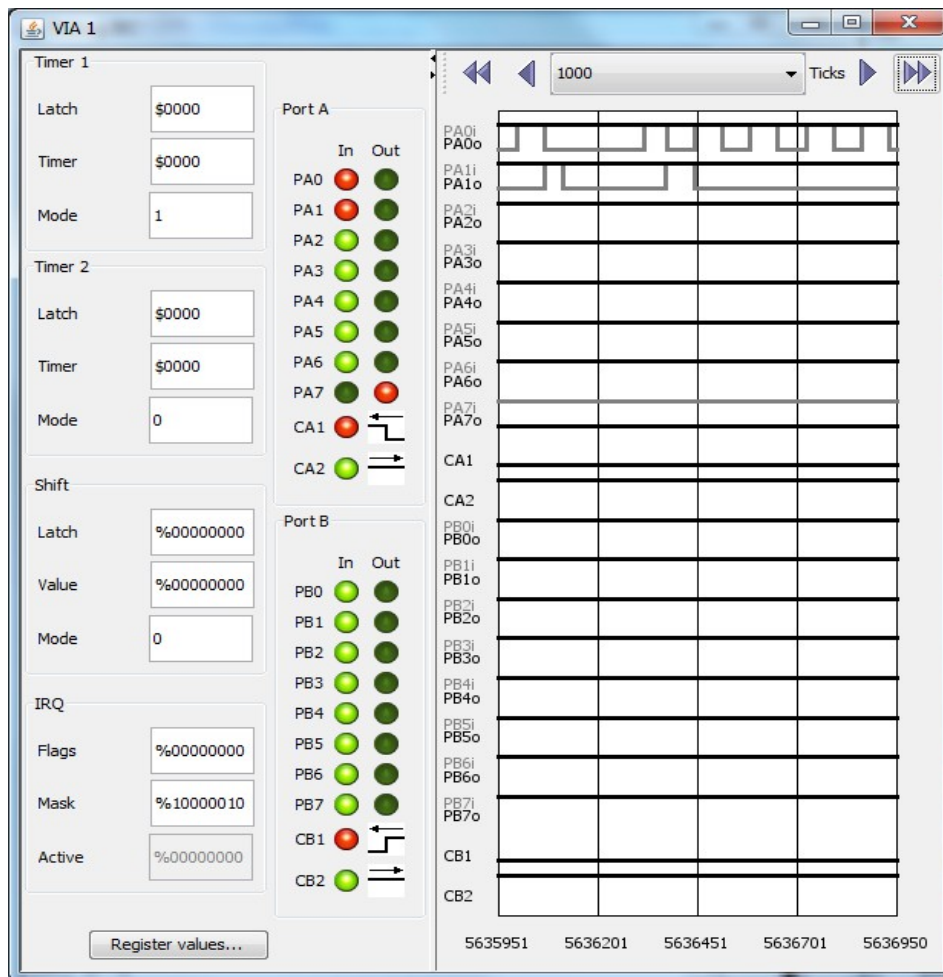 VIA 1
Timer 1
Latch $0000
Timer $0000
Mode 1
Timer 2
Latch $0000
Timer $0000
Mode 0
Shift
Latch %00000000
Value %00000000
Mode 0
IRQ
Flags %00000000
Mask %10000010
Active %00000000
Register values...
Port A
In Out
PA0
PA1
PA2
PA3
PA4
PA5
PA6
PA7
CA1
CA2
Port B
In Out
PB0
PB1
PB2
PB3
PB4
PB5
PB6
PB7
CB1
CB2
1000 Ticks
PA0i
PA0o
PA1i
PA1o
PA2i
PA2o
PA3i
PA3o
PA4i
PA4o
PA5i
PA5o
PA6i
PA6o
PA7i
PA7o
CA1
CA2
PB0i
PB0o
PB1i
PB1o
PB2i
PB2o
PB3i
PB3o
PB4i
PB4o
PB5i
PB5o
PB6i
PB6o
PB7i
PB7o
CB1
CB2
5635951 5636201 5636451 5636701 5636950